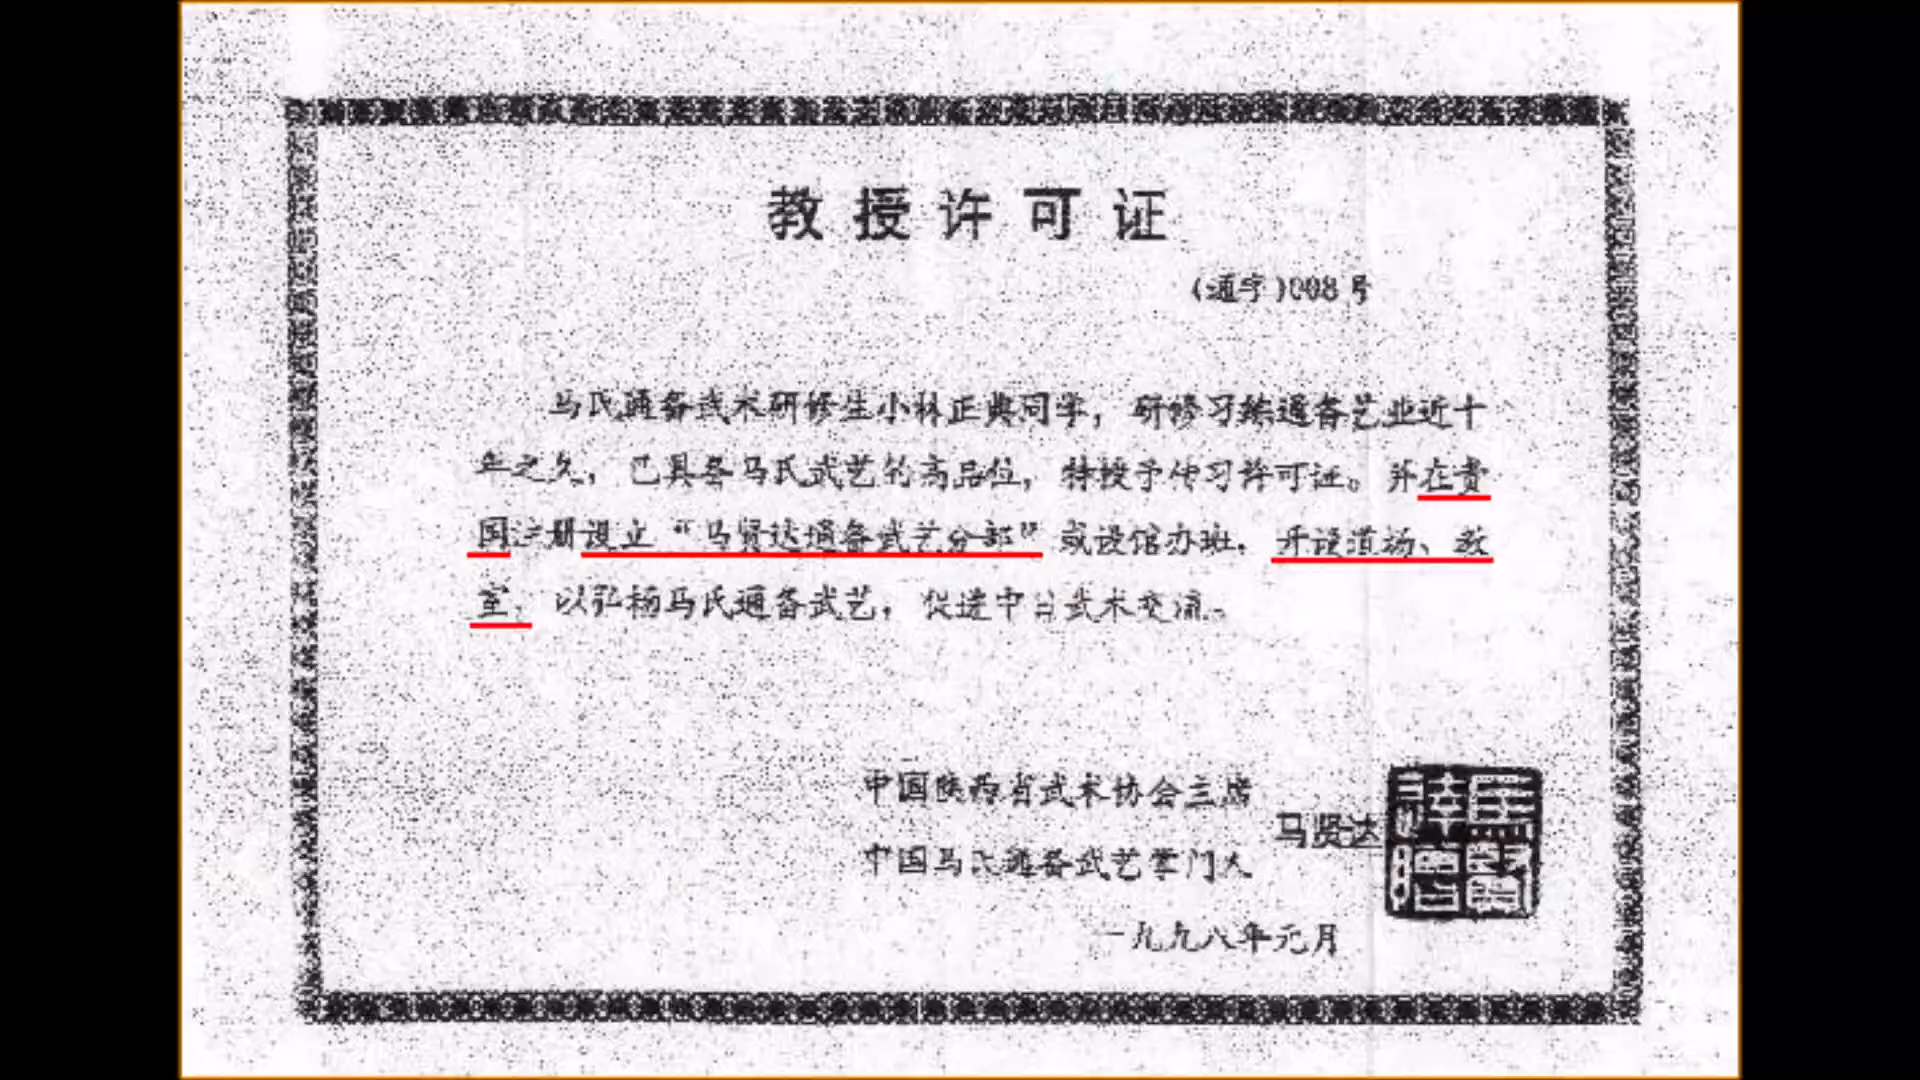 教授许可证
(通字)008号
马氏通备武术研修生小林正典同学，研修习练通备艺业近十
年之久，已具备马氏武艺的高品位，特授予传习许可证。并在贵
国注册设立“马贤达通备武艺分部”或设馆办班，开设道场、教
室，以弘扬马氏通备武艺，促进中日武术交流。
中国陕西省武术协会主席
马贤达
中国马氏通备武艺掌门人
一九九八年元月